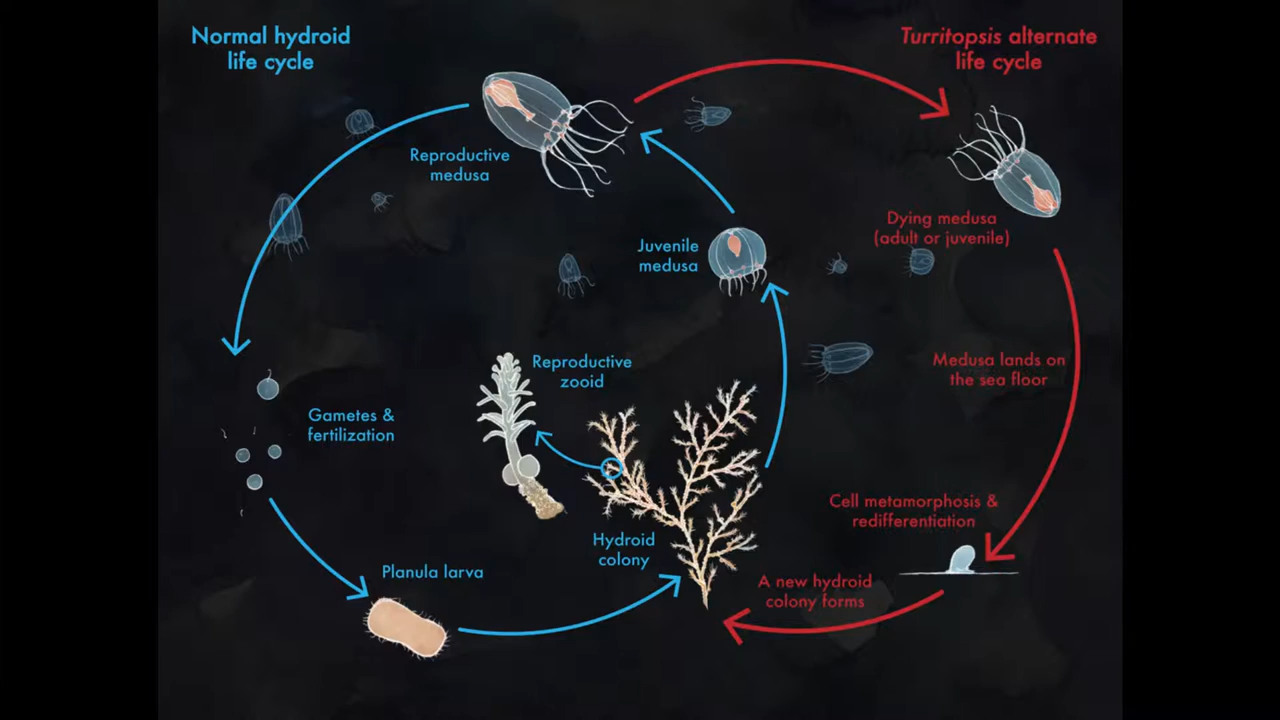 Normal hydroid
life cycle
Turritopsis alternate
life cycle
Reproductive
medusa
Juvenile
medusa
Dying medusa
(adult or juvenile)
Reproductive
zooid
Medusa lands on
the sea floor
Gametes &
fertilization
Cell metamorphosis &
redifferentiation
Hydroid
colony
Planula larva
A new hydroid
colony forms